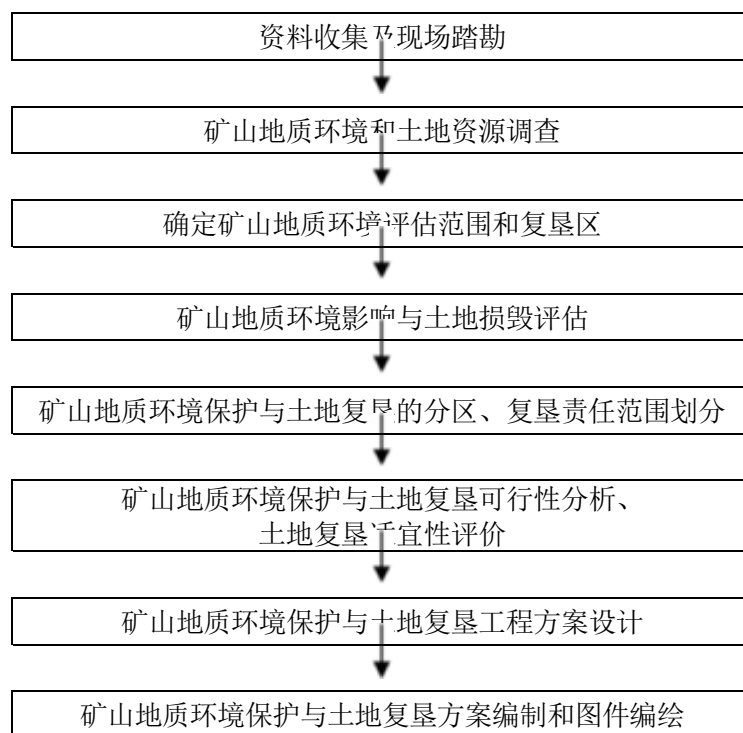 资料收集及现场踏勘
矿山地质环境和土地资源调查
确定矿山地质环境评估范围和复垦区
矿山地质环境影响与土地损毁评估
矿山地质环境保护与土地复垦的分区、复垦责任范围划分
矿山地质环境保护与土地复垦可行性分析、
土地复垦适宜性评价
矿山地质环境保护与土地复垦工程方案设计
矿山地质环境保护与土地复垦方案编制和图件编绘